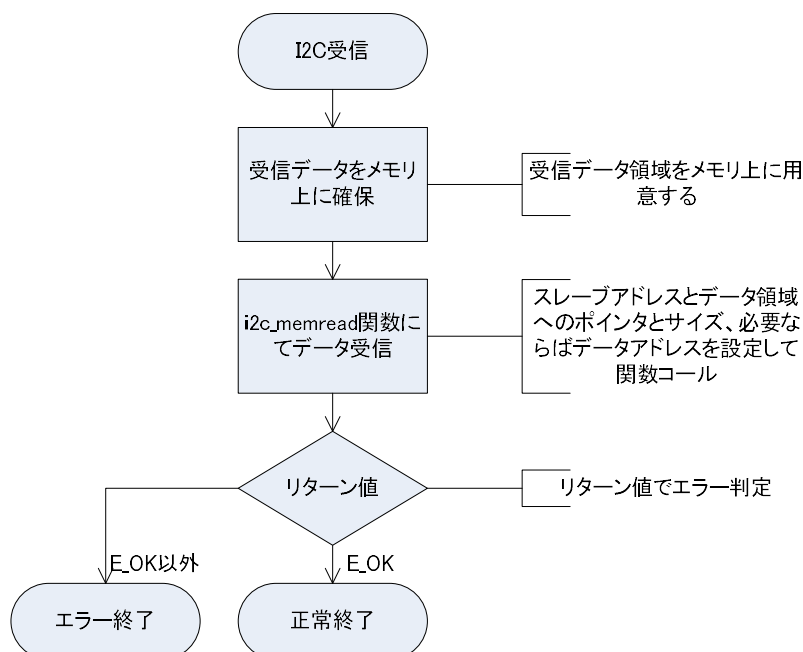 I2C受信
受信データをメモリ
上に確保
受信データ領域をメモリ上に用
意する
i2c_memread関数に
てデータ受信
スレーブアドレスとデータ領域
へのポインタとサイズ、必要な
らばデータアドレスを設定して
関数コール
リターン値
リターン値でエラー判定
E_OK以外
E_OK
エラー終了
正常終了